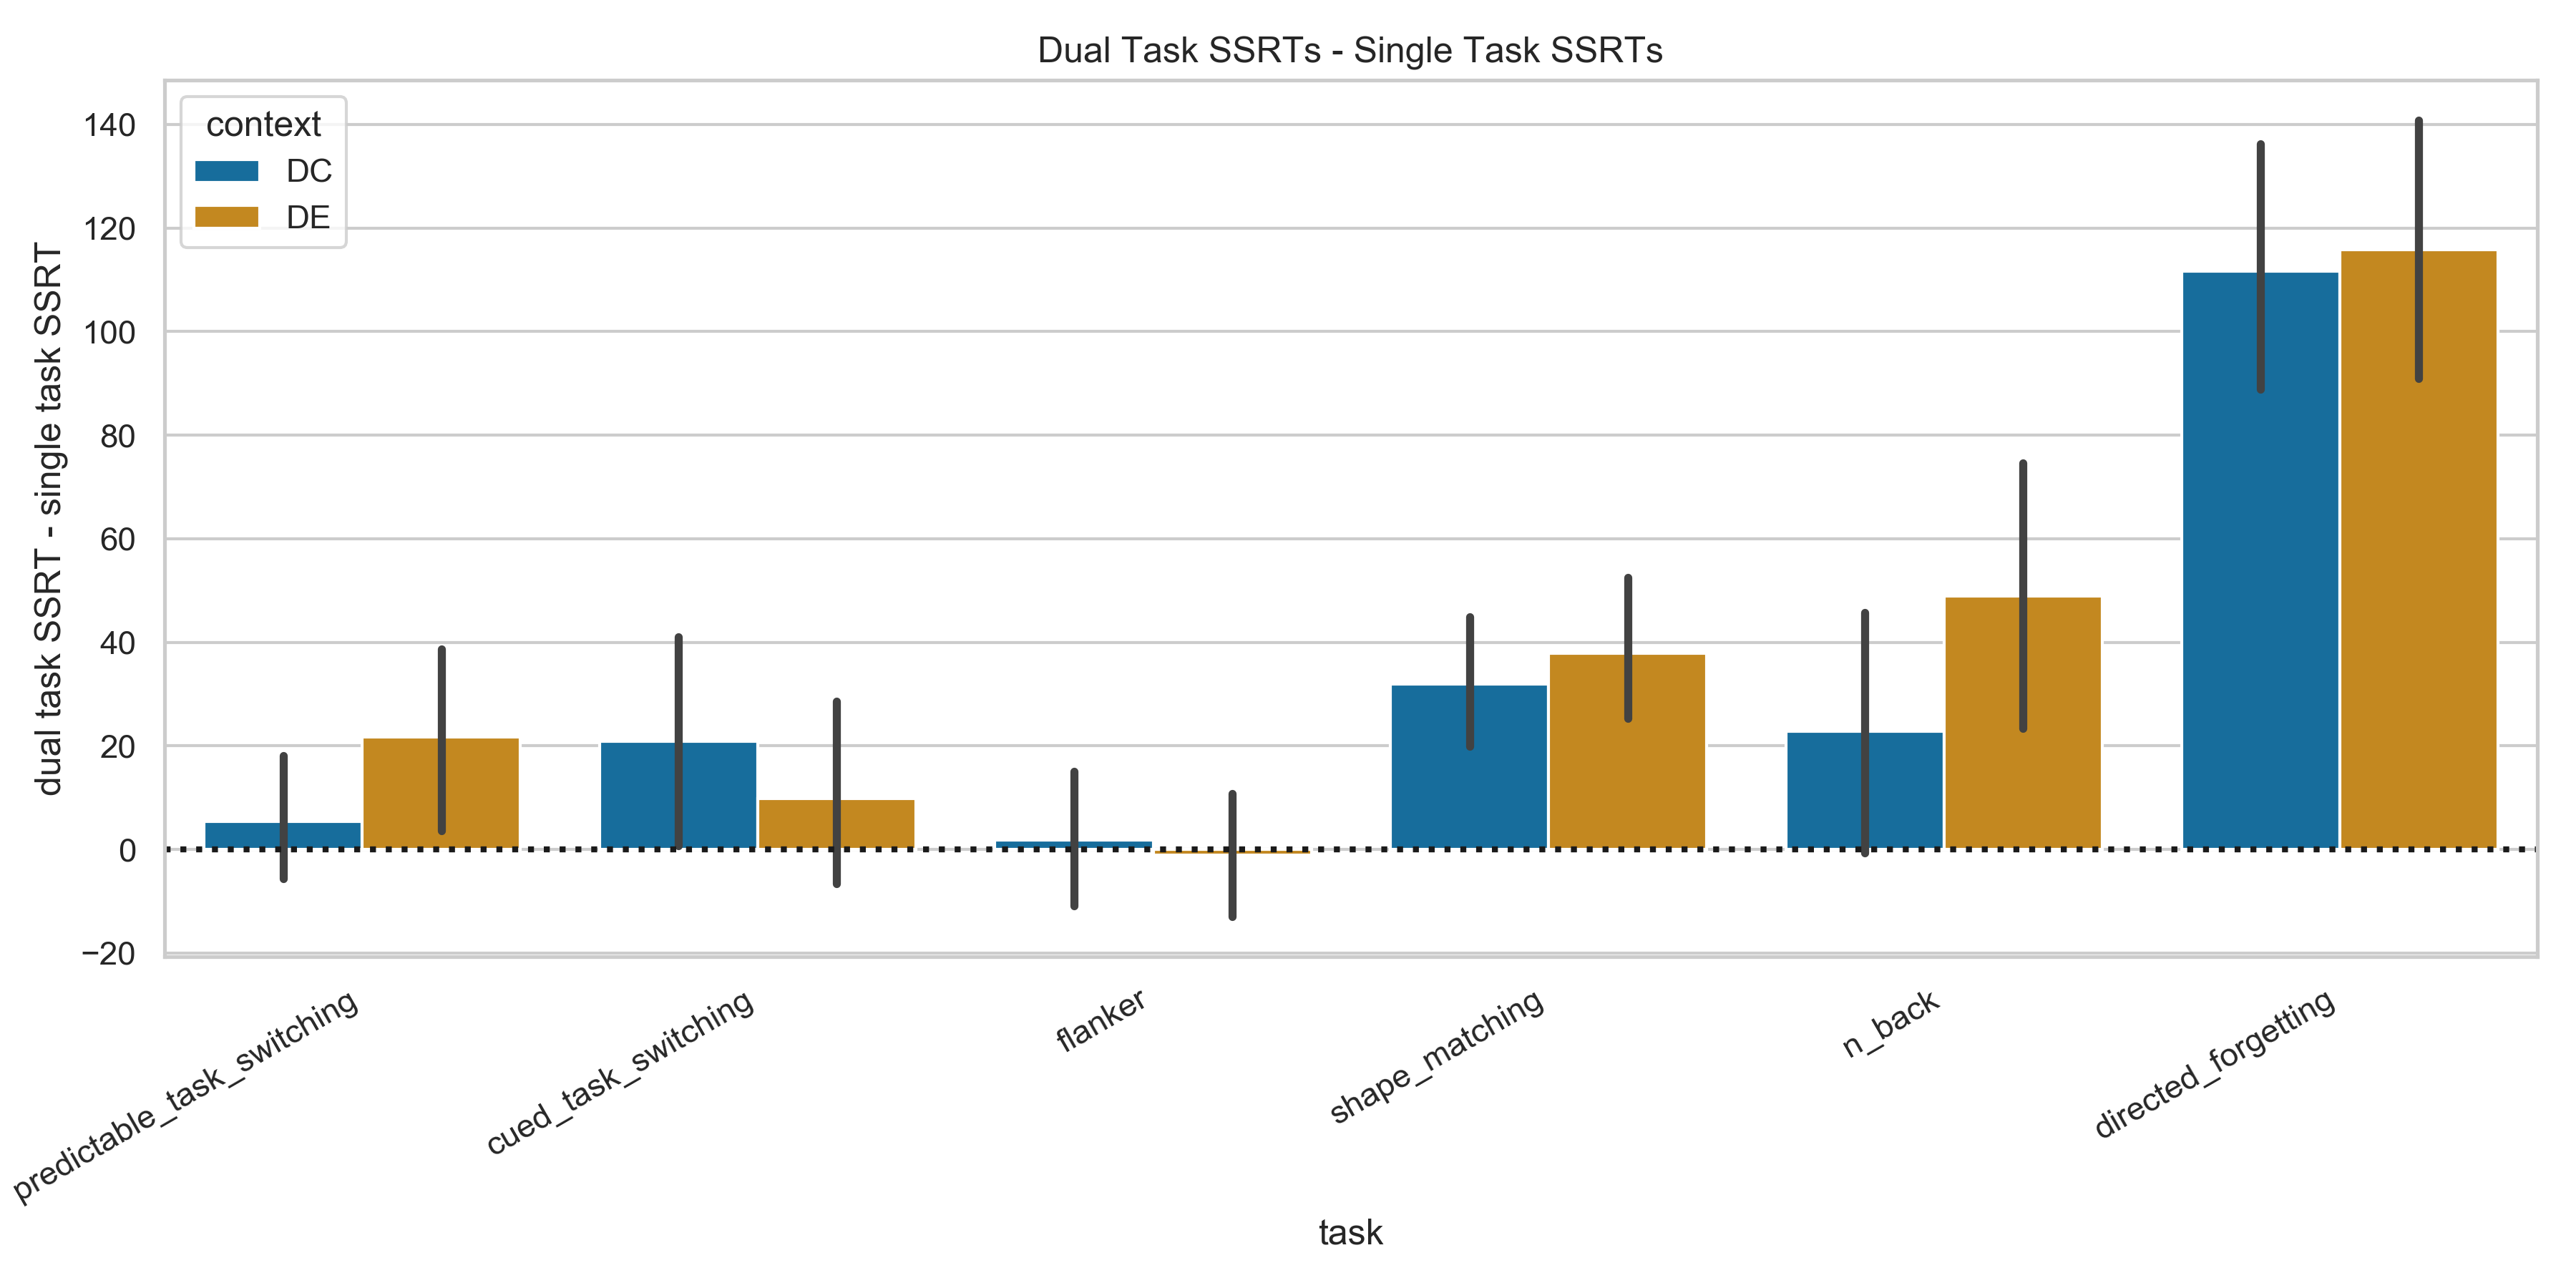 Dual Task SSRTs - Single Task SSRTs
context
DC
DE
dual task SSRT - single task SSRT
140
120
100
80
60
40
20
0
−20
predictable_task_switching
cued_task_switching
flanker
shape_matching
n_back
directed_forgetting
task